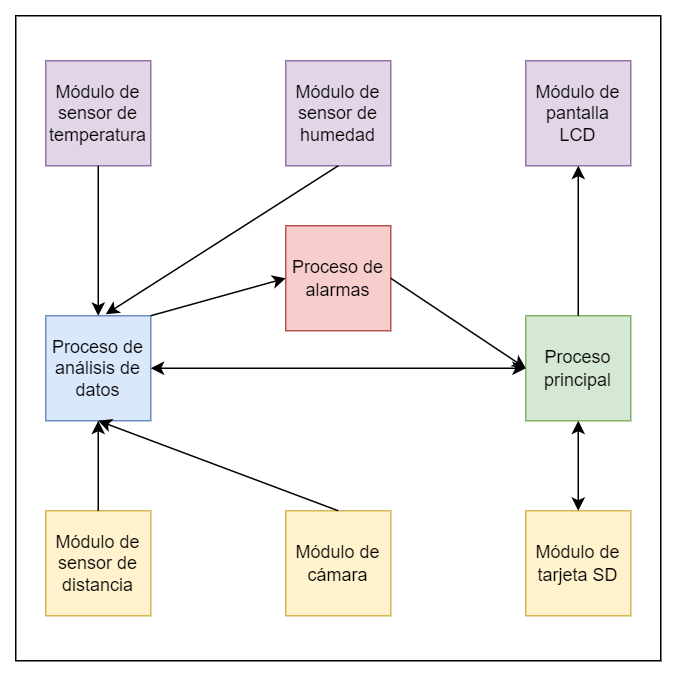 Módulo de
sensor de
temperatura
Módulo de
sensor de
humedad
Módulo de
pantalla
LCD
Proceso de
alarmas
Proceso de
análisis de
datos
Proceso
principal
Módulo de
sensor de
distancia
Módulo de
cámara
Módulo de
tarjeta SD